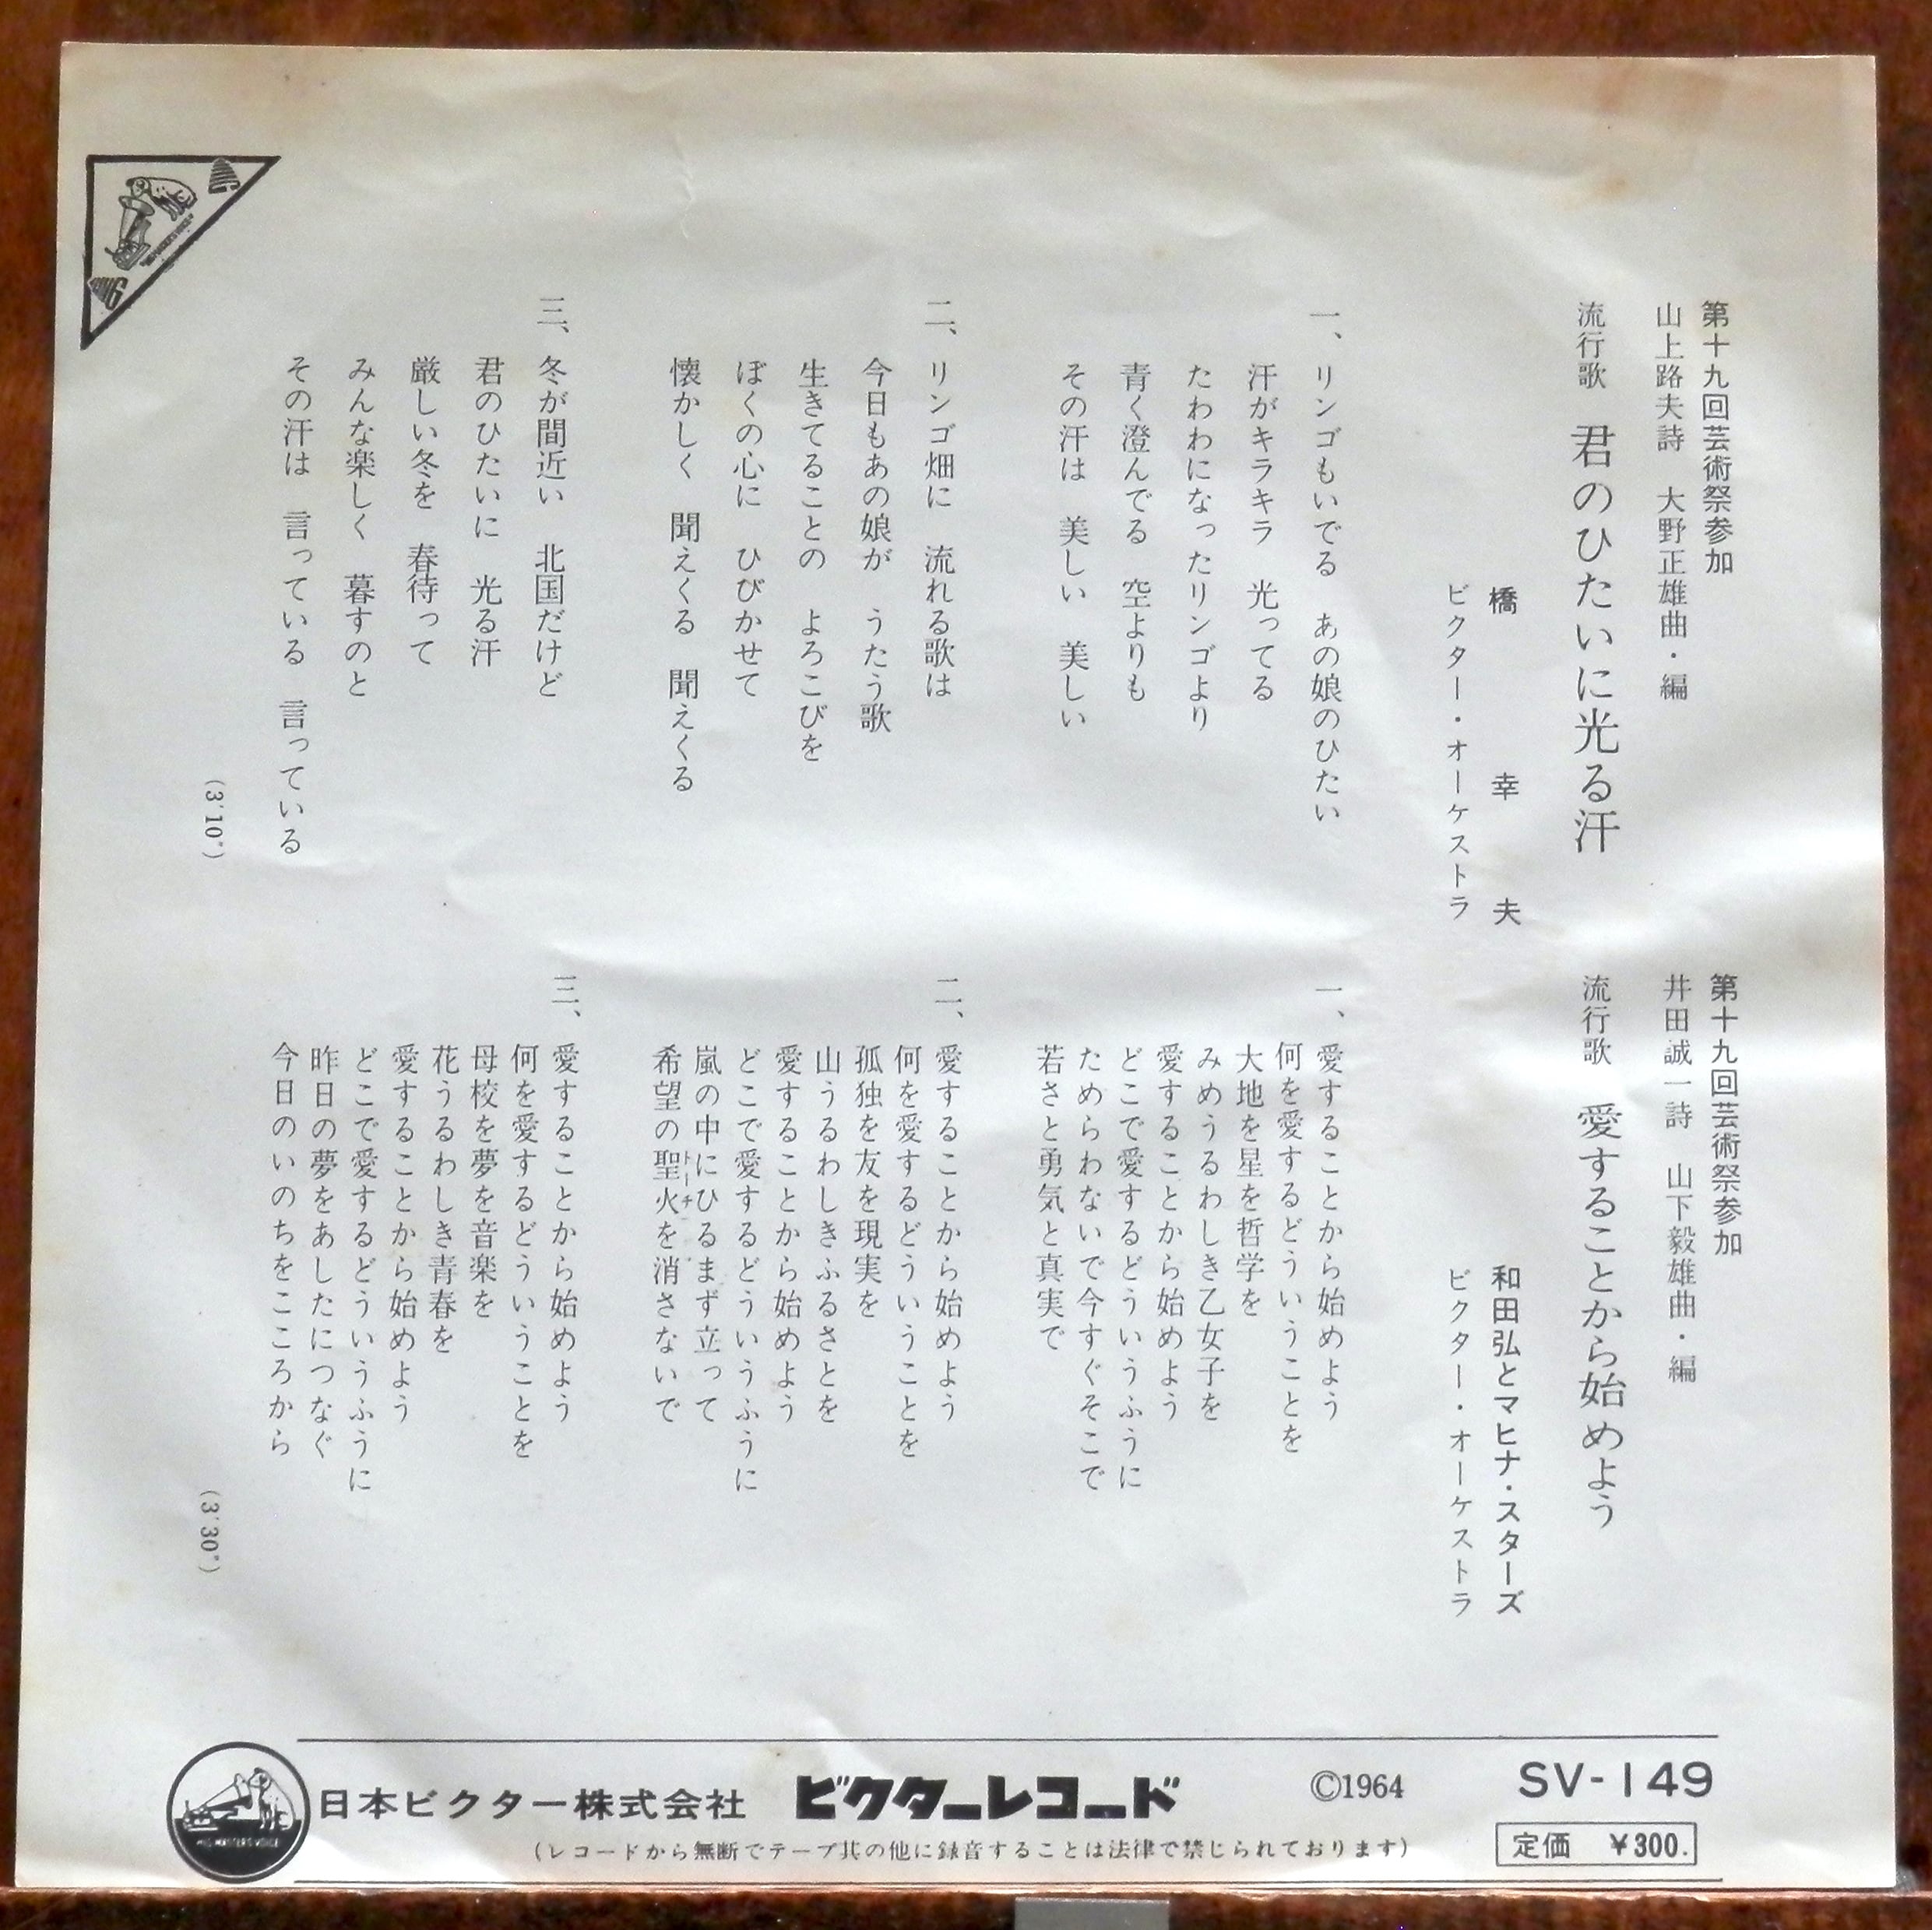 第十九回芸術祭参加
山上路夫詩　大野正雄曲・編
流行歌　君のひたいに光る汗
橋幸夫
ビクター・オーケストラ
一、リンゴもいでる　あの娘のひたい
汗がキラキラ　光ってる
たわわになったリンゴより
青く澄んでる　空よりも
その汗は　美しい　美しい
二、リンゴ畑に　流れる歌は
今日もあの娘が　うたう歌
生きてることの　よろこびを
ぼくの心に　ひびかせて
懐かしく　聞えくる　聞えくる
三、冬が間近い　北国だけど
君のひたいに　光る汗
厳しい冬を　春待って
みんな楽しく　暮すのと
その汗は　言っている　言っている
(3'10")
第十九回芸術祭参加
井田誠一詩　山下毅雄曲・編
流行歌　愛することから始めよう
和田弘とマヒナ・スターズ
ビクター・オーケストラ
一、愛することから始めよう
何を愛するどういうことを
大地を星を哲学を
みめうるわしき乙女子を
愛することから始めよう
どこで愛するどういうふうに
ためらわないで今すぐそこで
若さと勇気と真実で
二、愛することから始めよう
何を愛するどういうことを
孤独を友を現実を
山うるわしきふるさとを
愛することから始めよう
どこで愛するどういうふうに
嵐の中にひるまず立って
希望の聖火を消さないで
トーチ
三、愛することから始めよう
何を愛するどういうことを
母校を夢を音楽を
花うるわしき青春を
愛することから始めよう
どこで愛するどういうふうに
昨日の夢をあしたにつなぐ
今日のいのちをこころから
(3'30")
"HIS MASTER'S VOICE"
日本ビクター株式会社　ビクターレコード　©1964　SV-149
(レコードから無断でテープ其の他に録音することは法律で禁じられております)
定価　￥300.